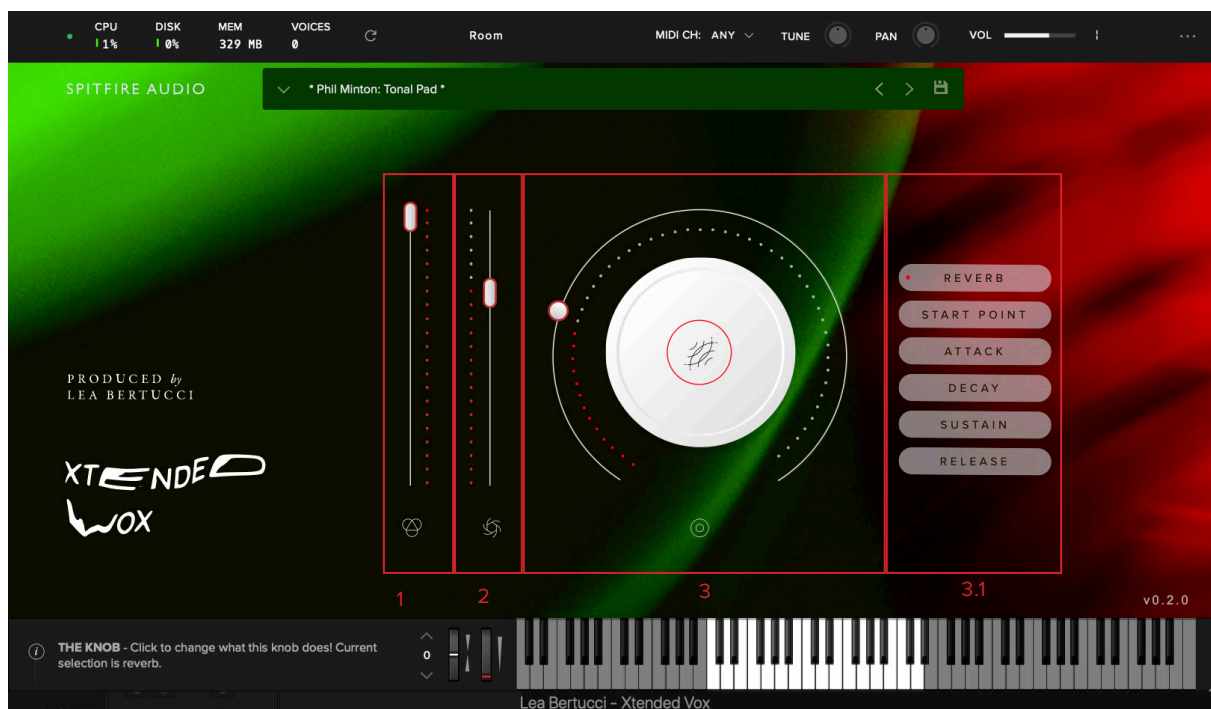 CPU DISK MEM VOICES
1% 0% 329 MB 0
Room
MIDI CH: ANY TUNE PAN VOL
SPITFIRE AUDIO
* Phil Minton: Tonal Pad *
REVERB
START POINT
ATTACK
DECAY
SUSTAIN
RELEASE
PRODUCED by
LEA BERTUCCI
XTENDED
VOX
1
2
3
3.1
v0.2.0
THE KNOB - Click to change what this knob does! Current
selection is reverb.
0
Lea Bertucci - Xtended Vox